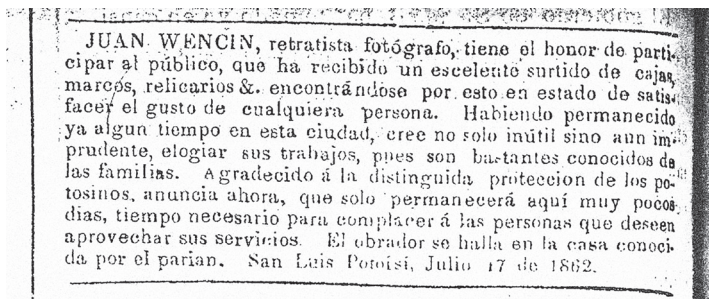 JUAN WENCIN, retratista fotógrafo, tiene el honor de parti-
cipar al público, que ha recibido un escelente surtido de cajas,
marcos, relicarios &. encontrándose por esto en estado de satis-
facer el gusto de cualquiera persona. Habiendo permanecido
ya algun tiempo en esta ciudad, cree no solo inútil sino aun im-
prudente, elogiar sus trabajos, pues son bastantes conocidos de
las familias. Agradecido á la distinguida proteccion de los po-
tosinos, anuncia ahora, que solo permanecerá aquí muy pocos
dias, tiempo necesario para complacer á las personas que deseen
aprovechar sus servicios. El obrador se halla en la casa conoci-
da por el parian. San Luis Potosí, Julio 17 de 1862.